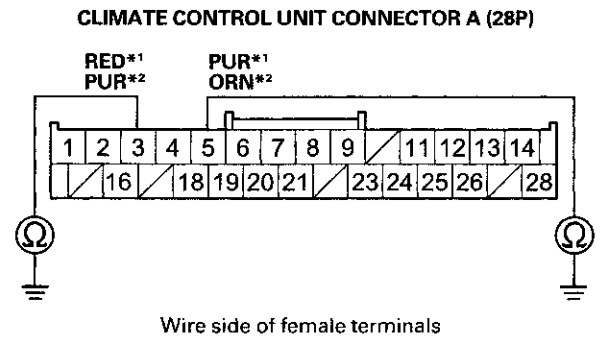 CLIMATE CONTROL UNIT CONNECTOR A (28P)
RED*1 PUR*1
PUR*2 ORN*2
1 2 3 4 5 6 7 8 9 11 12 13 14
16 18 19 20 21 23 24 25 26 28
Ω Ω
Wire side of female terminals